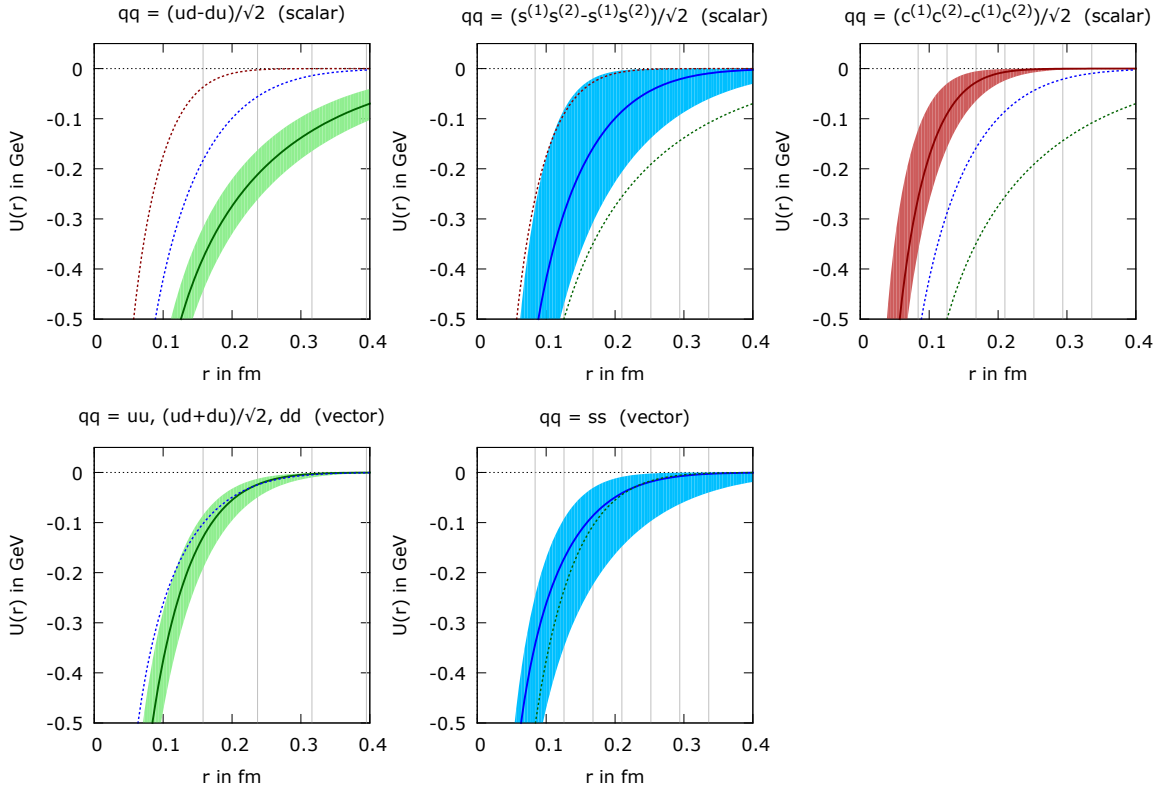 qq = (ud-du)/√2 (scalar)
0
-0.1
-0.2
-0.3
-0.4
-0.5
U(r) in GeV
0 0.1 0.2 0.3 0.4
r in fm
qq = (s⁽¹⁾s⁽²⁾-s⁽¹⁾s⁽²⁾)/√2 (scalar)
0
-0.1
-0.2
-0.3
-0.4
-0.5
U(r) in GeV
0 0.1 0.2 0.3 0.4
r in fm
qq = (c⁽¹⁾c⁽²⁾-c⁽¹⁾c⁽²⁾)/√2 (scalar)
0
-0.1
-0.2
-0.3
-0.4
-0.5
U(r) in GeV
0 0.1 0.2 0.3 0.4
r in fm
qq = uu, (ud+du)/√2, dd (vector)
0
-0.1
-0.2
-0.3
-0.4
-0.5
U(r) in GeV
0 0.1 0.2 0.3 0.4
r in fm
qq = ss (vector)
0
-0.1
-0.2
-0.3
-0.4
-0.5
U(r) in GeV
0 0.1 0.2 0.3 0.4
r in fm